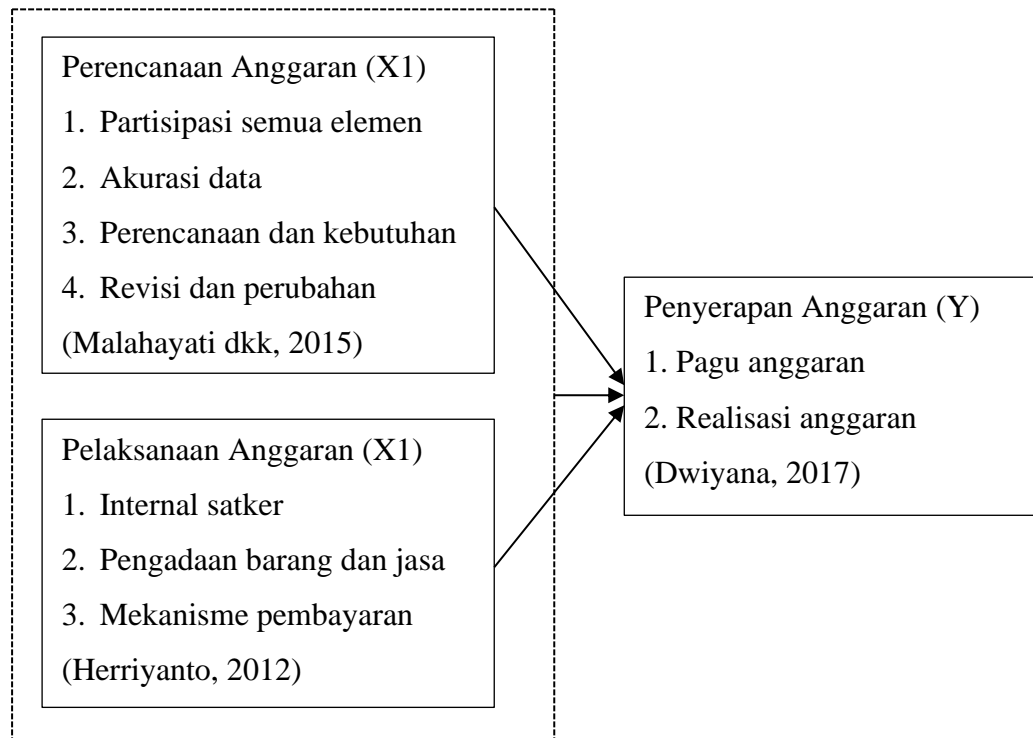 Perencanaan Anggaran (X1)
1. Partisipasi semua elemen
2. Akurasi data
3. Perencanaan dan kebutuhan
4. Revisi dan perubahan
(Malahayati dkk, 2015)
Pelaksanaan Anggaran (X1)
1. Internal satker
2. Pengadaan barang dan jasa
3. Mekanisme pembayaran
(Herriyanto, 2012)
Penyerapan Anggaran (Y)
1. Pagu anggaran
2. Realisasi anggaran
(Dwiyana, 2017)